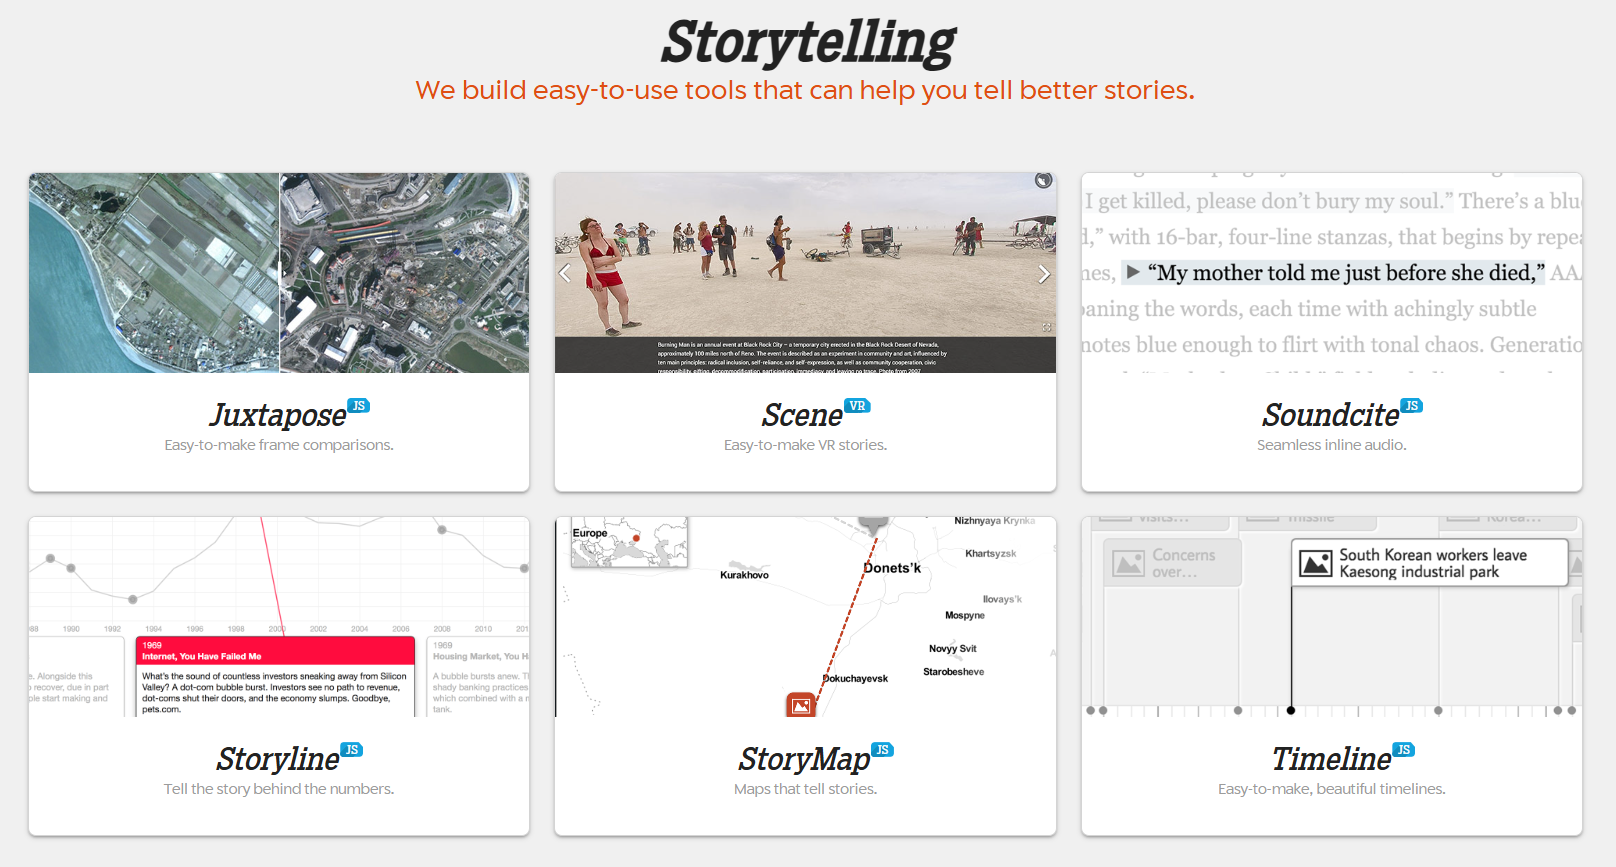 Storytelling
We build easy-to-use tools that can help you tell better stories.
Juxtapose JS
Easy-to-make frame comparisons.
Burning Man is an annual event at Black Rock City – a temporary city erected in the Black Rock Desert of Nevada,
approximately 100 miles north of Reno. The event is described as an experiment in community and art, influenced by
ten main principles: radical inclusion, self-reliance, and self-expression, as well as community cooperation, civic
responsibility, gifting, decommodification, participation, immediacy, and leaving no trace. Photo from 2007
Scene VR
Easy-to-make VR stories.
I get killed, please don’t bury my soul.” There’s a blue
,” with 16-bar, four-line stanzas, that begins by
“My mother told me just before she died,”
the words, each time with achingly subtle
notes blue enough to flirt with tonal chaos.
Soundcite JS
Seamless inline audio.
88 1990 1992 1994 1996 1998 2000 2002 2004 2006 2008 2010 201
1969
Internet, You Have Failed Me
What's the sound of countless investors sneaking away from Silicon
Valley? A dot-com bubble burst. Investors see no path to revenue,
dot-coms shut their doors, and the economy slumps. Goodbye,
pets.com.
e. Alongside this
recover, due in part
ple start making and
1969
Housing Market, You H
A bubble bursts anew. T
shady banking practices
which combined with a
tank.
Storyline JS
Tell the story behind the numbers.
Europe
Nizhnyaya Krynka
Khartsyzsk
Donets'k
Kurakhovo
Ilovays'k
Mospyne
Novyy Svit
Starobesheve
Dokuchayevsk
StoryMap JS
Maps that tell stories.
visits...
missile
Korea...
Concerns
over...
South Korean workers leave
Kaesong industrial park
Timeline JS
Easy-to-make, beautiful timelines.